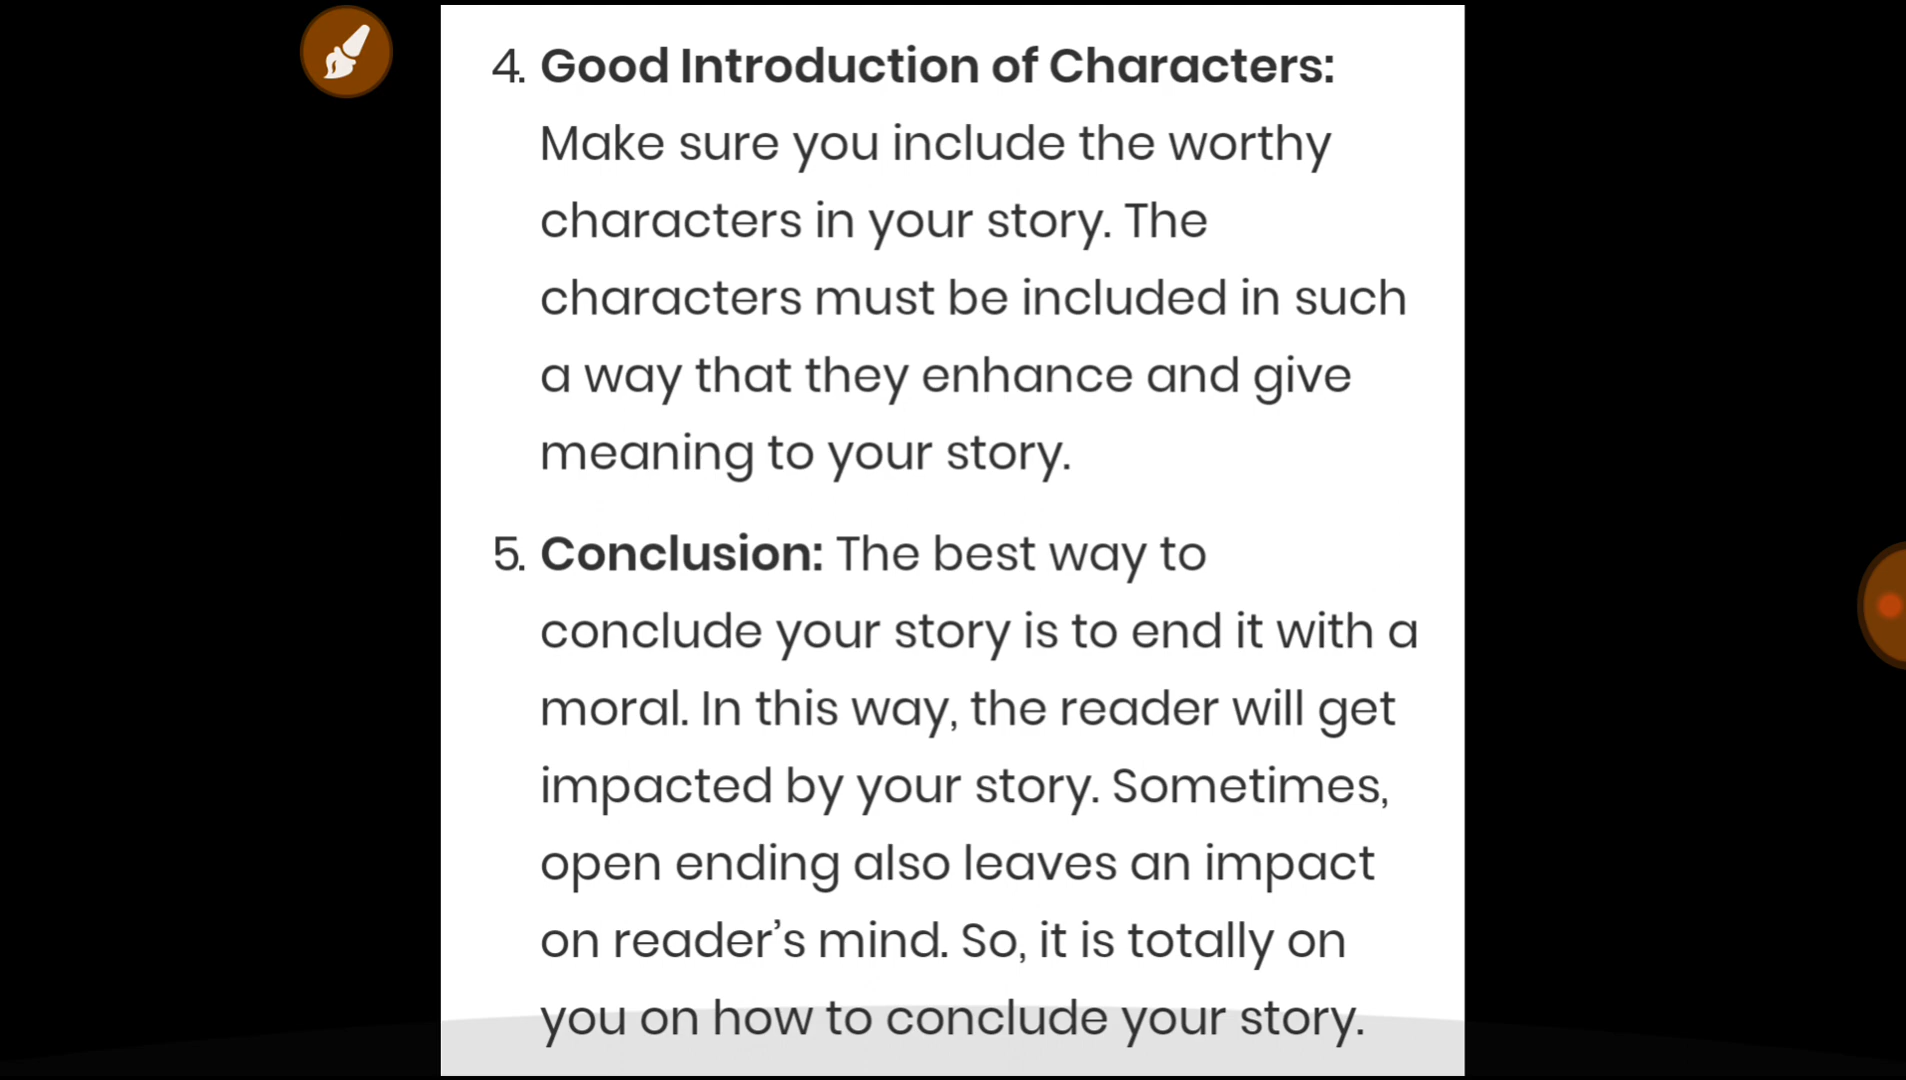 4. Good Introduction of Characters:
Make sure you include the worthy
characters in your story. The
characters must be included in such
a way that they enhance and give
meaning to your story.
5. Conclusion: The best way to
conclude your story is to end it with a
moral. In this way, the reader will get
impacted by your story. Sometimes,
open ending also leaves an impact
on reader’s mind. So, it is totally on
you on how to conclude your story.